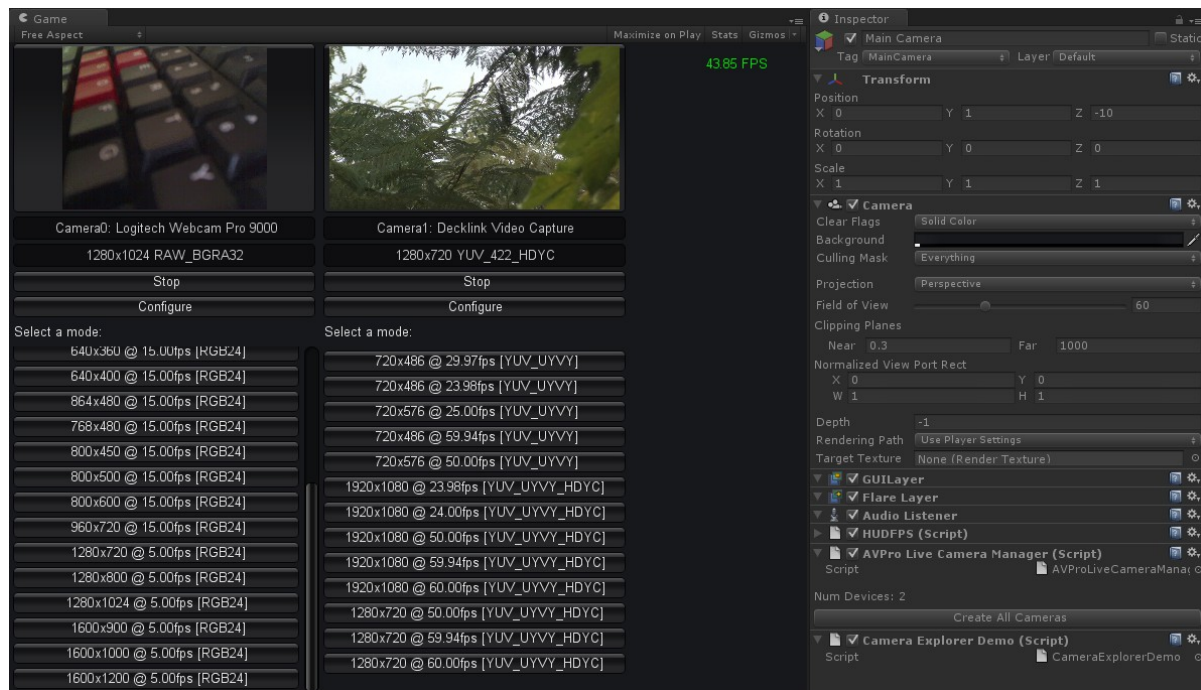 Game
Free Aspect
Maximize on Play Stats Gizmos
43.85 FPS
Camera0: Logitech Webcam Pro 9000
1280x1024 RAW_BGRA32
Stop
Configure
Select a mode:
640x360 @ 15.00fps [RGB24]
640x400 @ 15.00fps [RGB24]
864x480 @ 15.00fps [RGB24]
768x480 @ 15.00fps [RGB24]
800x450 @ 15.00fps [RGB24]
800x500 @ 15.00fps [RGB24]
800x600 @ 15.00fps [RGB24]
960x720 @ 15.00fps [RGB24]
1280x720 @ 5.00fps [RGB24]
1280x800 @ 5.00fps [RGB24]
1280x1024 @ 5.00fps [RGB24]
1600x900 @ 5.00fps [RGB24]
1600x1000 @ 5.00fps [RGB24]
1600x1200 @ 5.00fps [RGB24]
Camera1: Decklink Video Capture
1280x720 YUV_422_HDYC
Stop
Configure
Select a mode:
720x486 @ 29.97fps [YUV_UYVY]
720x486 @ 23.98fps [YUV_UYVY]
720x576 @ 25.00fps [YUV_UYVY]
720x486 @ 59.94fps [YUV_UYVY]
720x576 @ 50.00fps [YUV_UYVY]
1920x1080 @ 23.98fps [YUV_UYVY_HDYC]
1920x1080 @ 24.00fps [YUV_UYVY_HDYC]
1920x1080 @ 50.00fps [YUV_UYVY_HDYC]
1920x1080 @ 59.94fps [YUV_UYVY_HDYC]
1920x1080 @ 60.00fps [YUV_UYVY_HDYC]
1280x720 @ 50.00fps [YUV_UYVY_HDYC]
1280x720 @ 59.94fps [YUV_UYVY_HDYC]
1280x720 @ 60.00fps [YUV_UYVY_HDYC]
Inspector
Main Camera Static
Tag MainCamera Layer Default
Transform
Position
X 0 Y 1 Z -10
Rotation
X 0 Y 0 Z 0
Scale
X 1 Y 1 Z 1
Camera
Clear Flags Solid Color
Background
Culling Mask Everything
Projection Perspective
Field of View 60
Clipping Planes
Near 0.3 Far 1000
Normalized View Port Rect
X 0 Y 0
W 1 H 1
Depth -1
Rendering Path Use Player Settings
Target Texture None (Render Texture)
GUILayer
Flare Layer
Audio Listener
HUDFPS (Script)
AVPro Live Camera Manager (Script)
Script AVProLiveCameraManag
Num Devices: 2
Create All Cameras
Camera Explorer Demo (Script)
Script CameraExplorerDemo